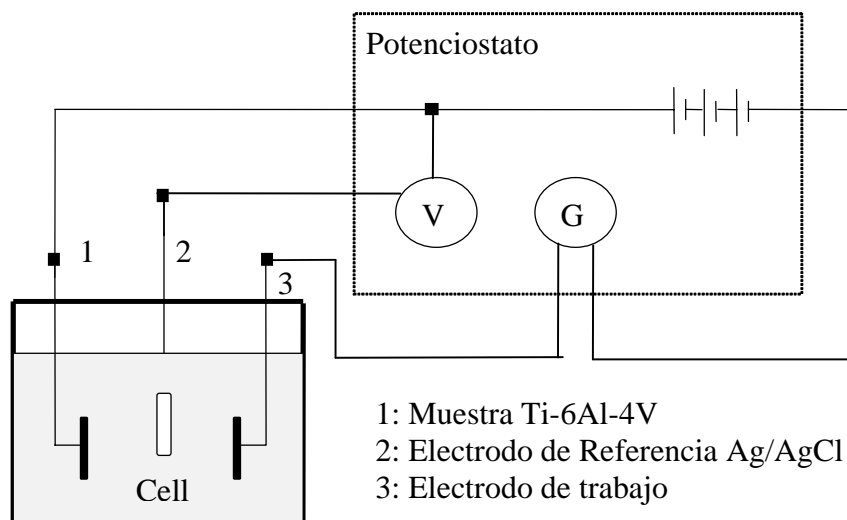 Potenciostato
V
G
1
2
3
Cell
1: Muestra Ti-6Al-4V
2: Electrodo de Referencia Ag/AgCl
3: Electrodo de trabajo